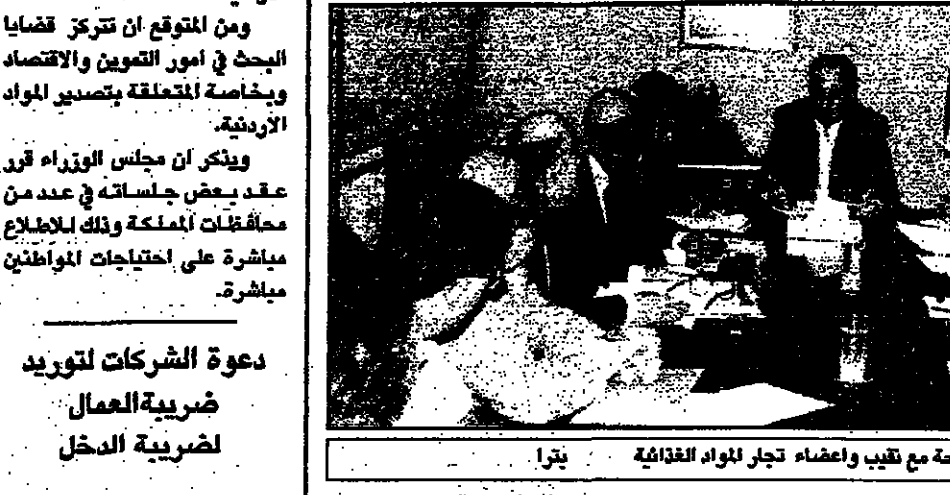 ومن المتوقع ان تتركز قضايا
البحث في امور التموين والاقتصاد
وبخاصة المتعلقة بتصدير المواد
الاردنية.
ويذكر ان مجلس الوزراء قرر
عقد بعض جلساته في عدد من
محافظات المملكة وذلك للاطلاع
مباشرة على احتياجات المواطنين
مباشرة.
دعوة الشركات لتوريد
ضريبة العمال
لضريبة الدخل
مع نقيب واعضاء تجار المواد الغذائية بترا